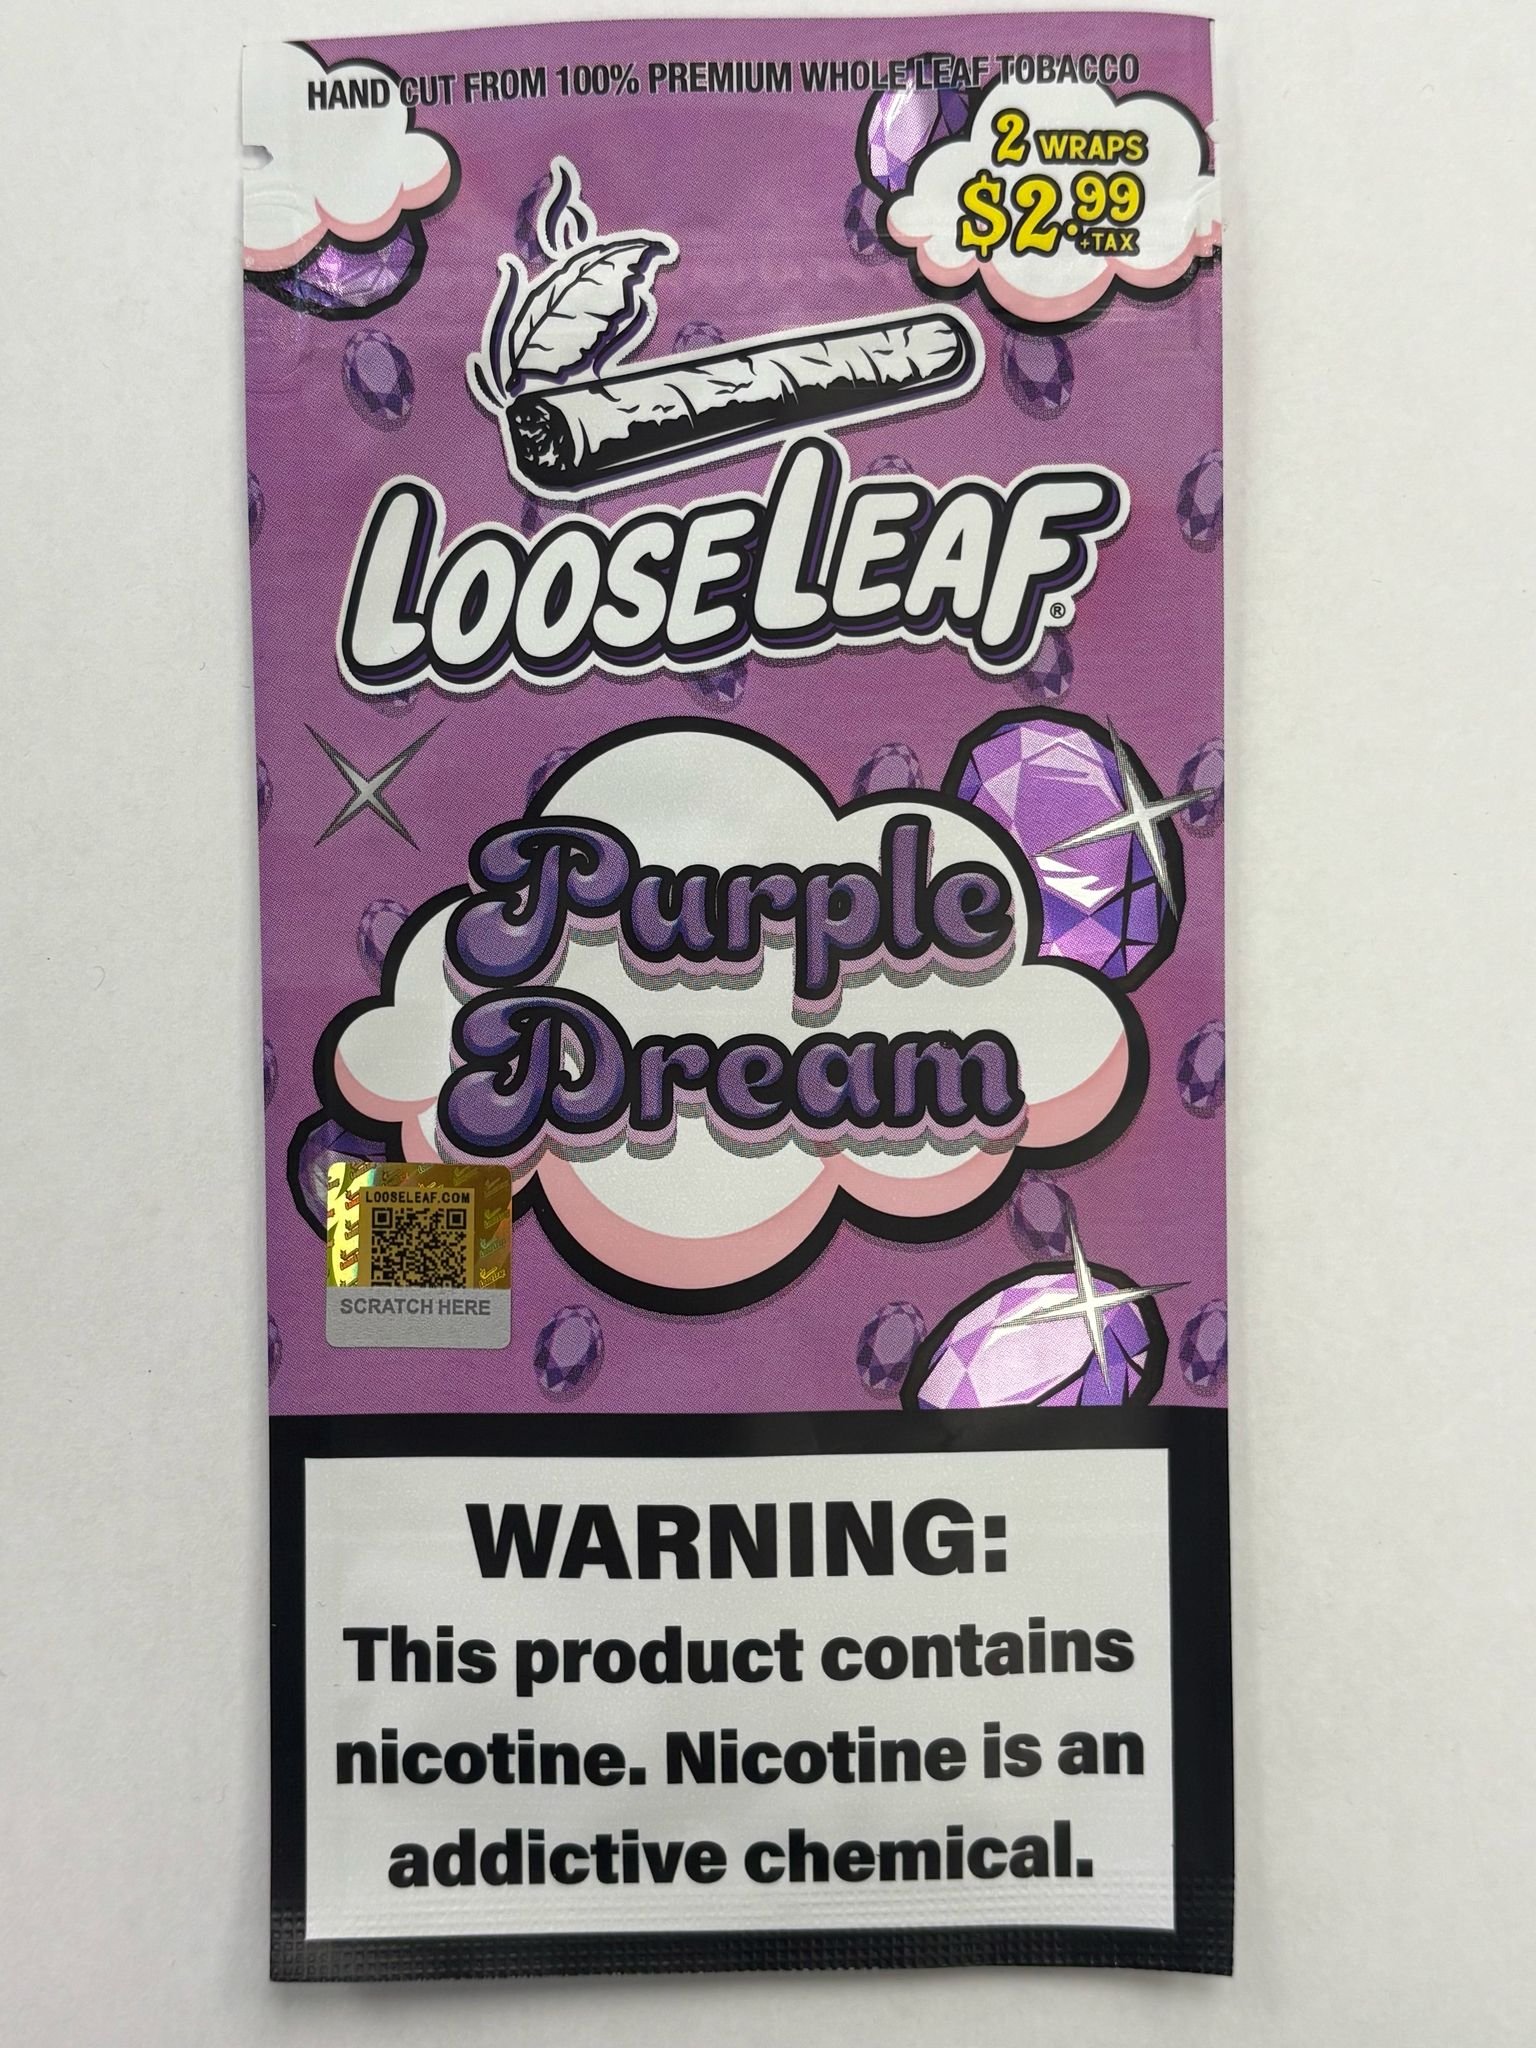 HAND CUT FROM 100% PREMIUM WHOLE LEAF TOBACCO
2 WRAPS
$2.99
+TAX
LOOSELEAF®
Purple
Dream
LOOSELEAF.COM
SCRATCH HERE
WARNING:
This product contains
nicotine. Nicotine is an
addictive chemical.